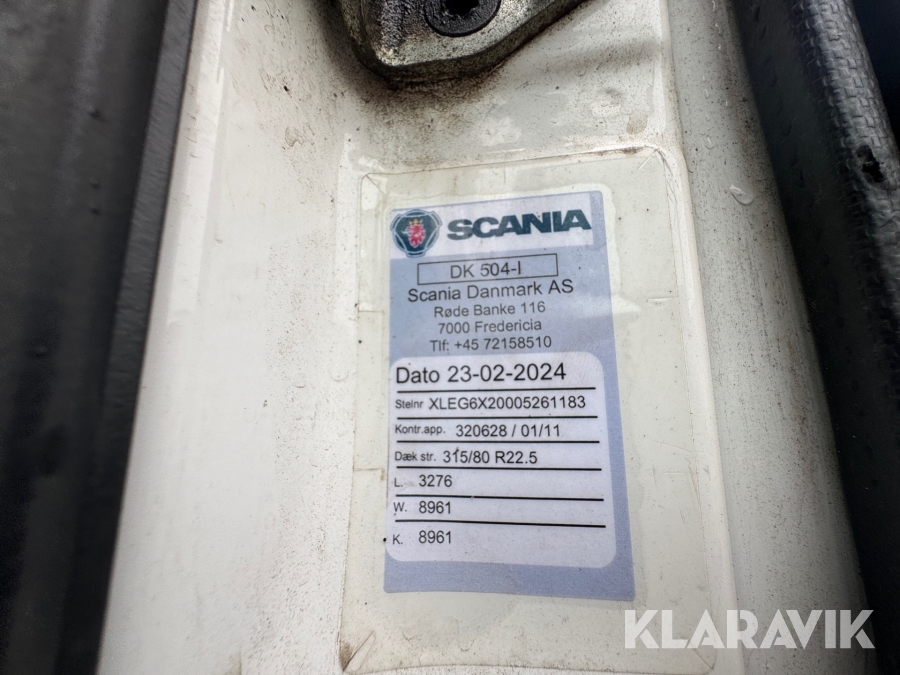 SCANIA
DK 504-I
Scania Danmark AS
Røde Banke 116
7000 Fredericia
Tlf: +45 72158510
Dato 23-02-2024
Stelnr XLEG6X20005261183
Kontr.app. 320628 / 01/11
Dæk str. 315/80 R22.5
L. 3276
W. 8961
K. 8961
KLARAVIK